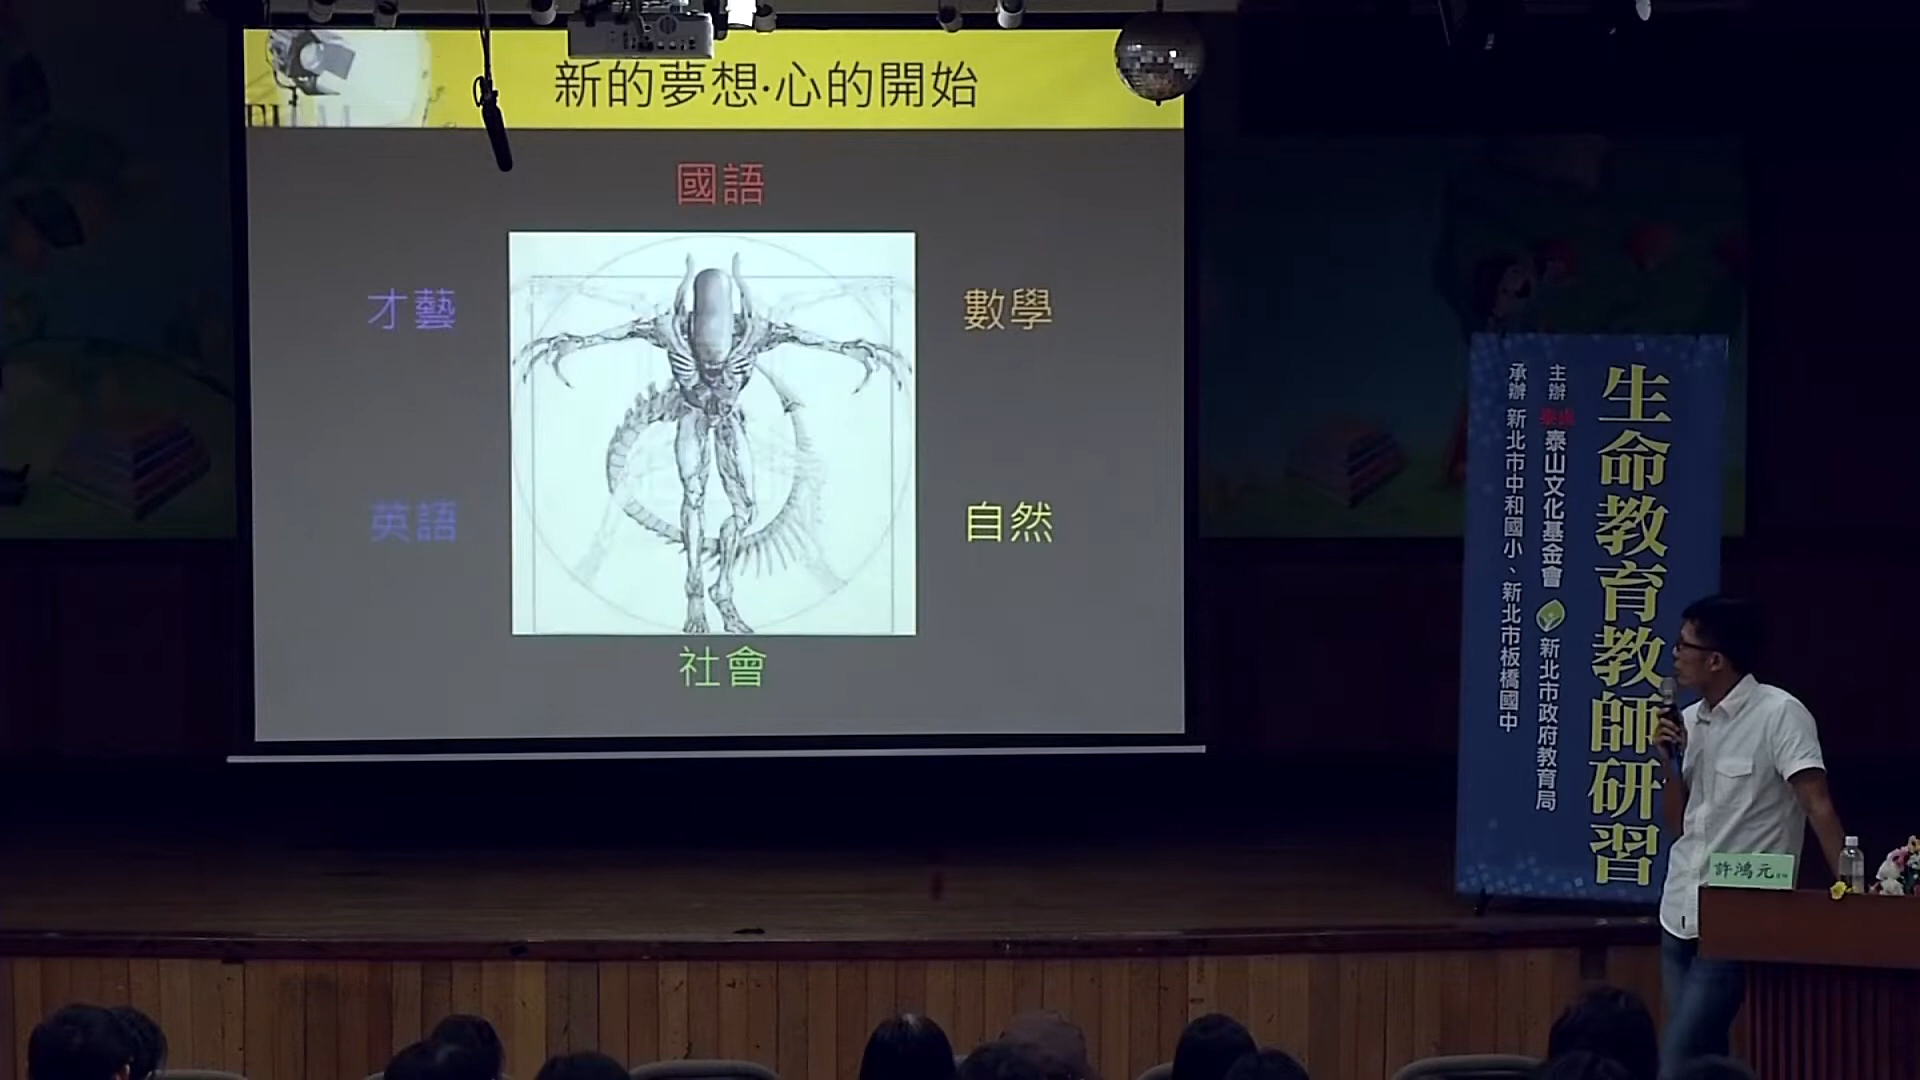 新的夢想·心的開始
國語
才藝
數學
英語
自然
社會
生命教育教師研習
主辦 泰山文化基金會 新北市政府教育局
承辦 新北市中和國小、新北市板橋國中
許鴻元